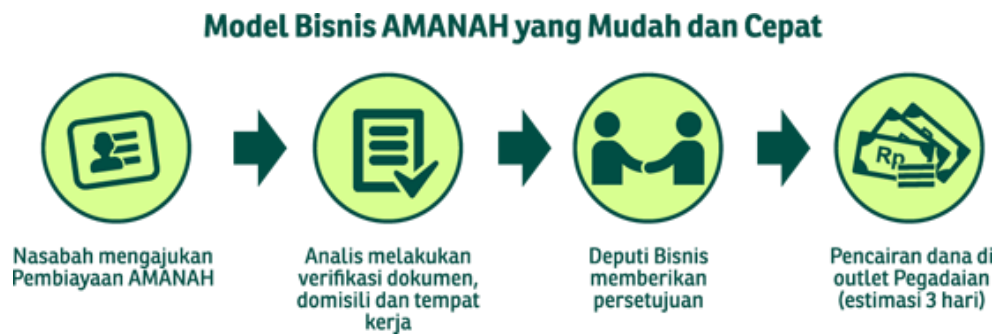 Model Bisnis AMANAH yang Mudah dan Cepat
Rp
Nasabah mengajukan
Pembiayaan AMANAH
Analis melakukan
verifikasi dokumen,
domisili dan tempat
kerja
Deputi Bisnis
memberikan
persetujuan
Pencairan dana di
outlet Pegadaian
(estimasi 3 hari)